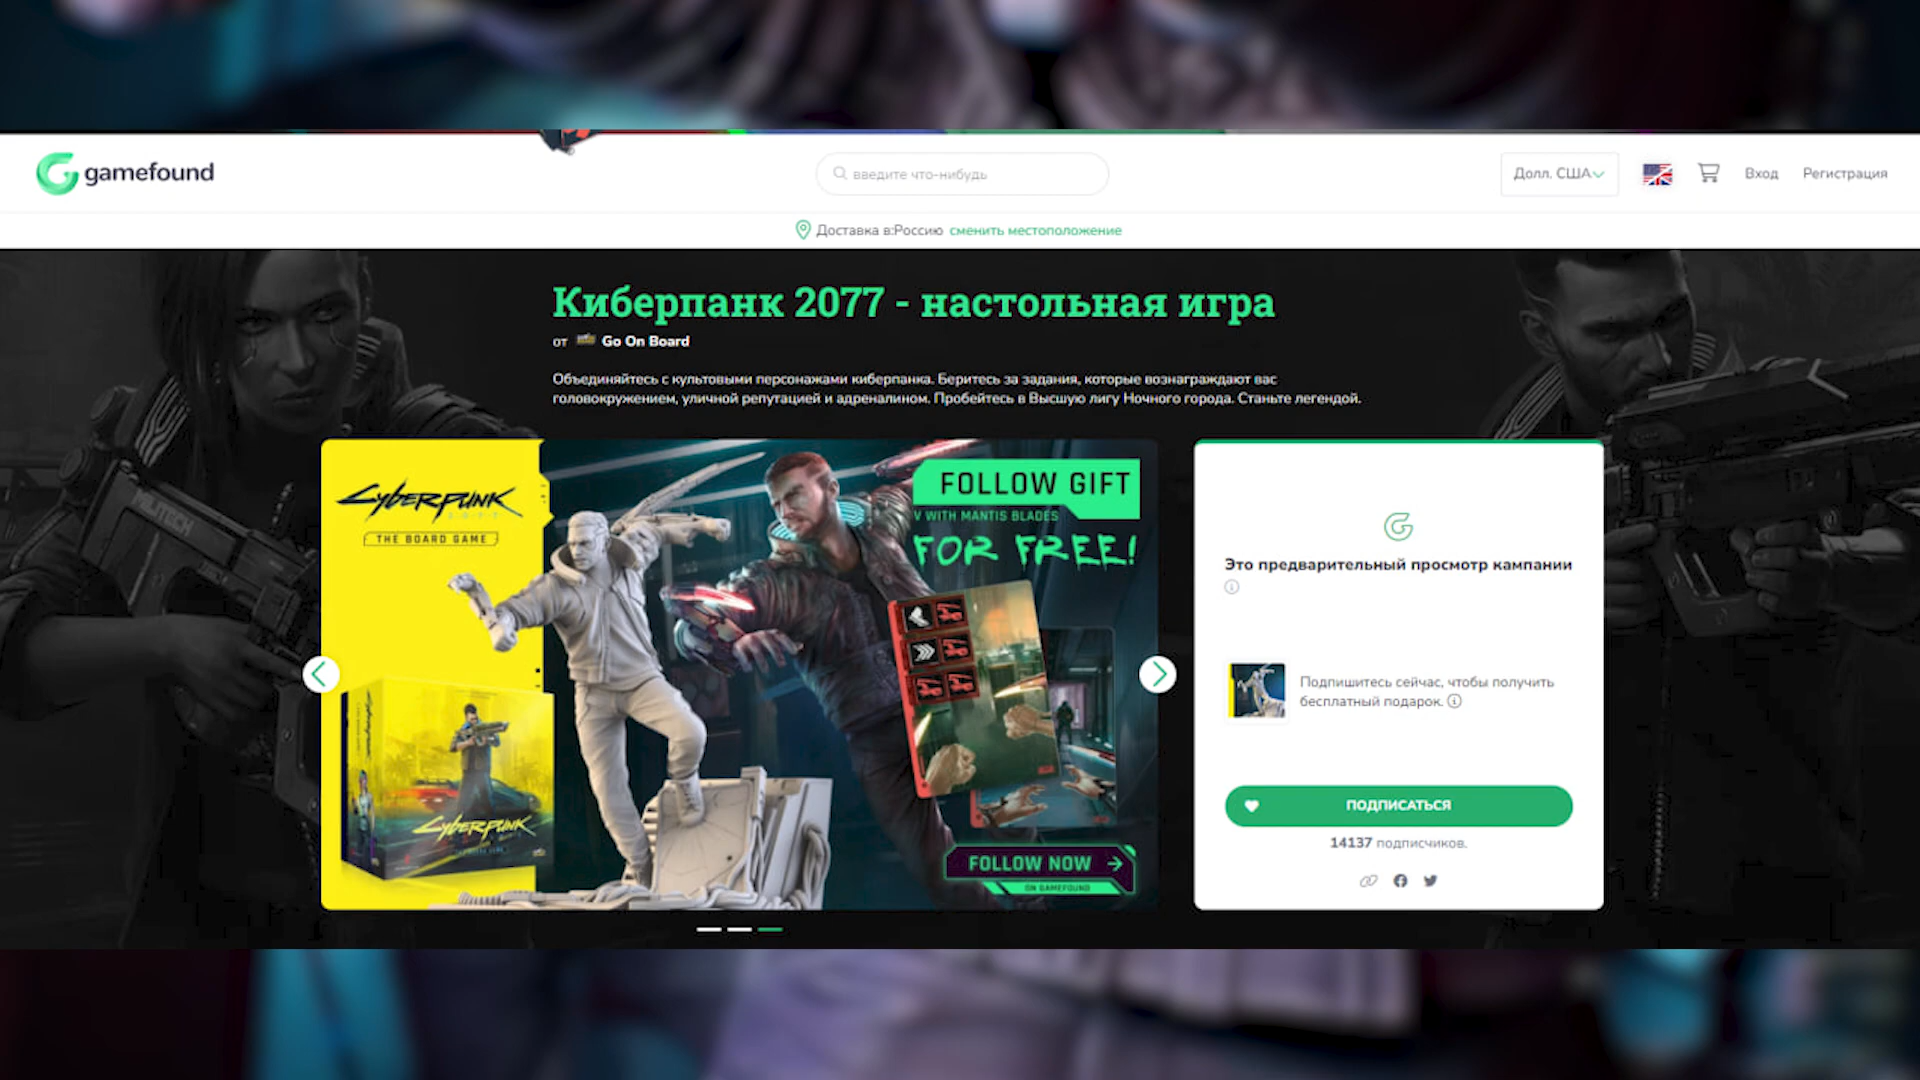 gamefound
введите что-нибудь
Долл. США
Вход
Регистрация
Доставка в:Россию сменить местоположение
Киберпанк 2077 - настольная игра
от Go On Board
Объединяйтесь с культовыми персонажами киберпанка. Беритесь за задания, которые вознаграждают вас
головокружением, уличной репутацией и адреналином. Пробейтесь в Высшую лигу Ночного города. Станьте легендой.
MILITECH
CYBERPUNK
THE BOARD GAME
FOLLOW GIFT
V WITH MANTIS BLADES
FOR FREE!
CYBERPUNK
FOLLOW NOW
ON GAMEFOUND
Это предварительный просмотр кампании
Подпишитесь сейчас, чтобы получить
бесплатный подарок.
ПОДПИСАТЬСЯ
14137 подписчиков.